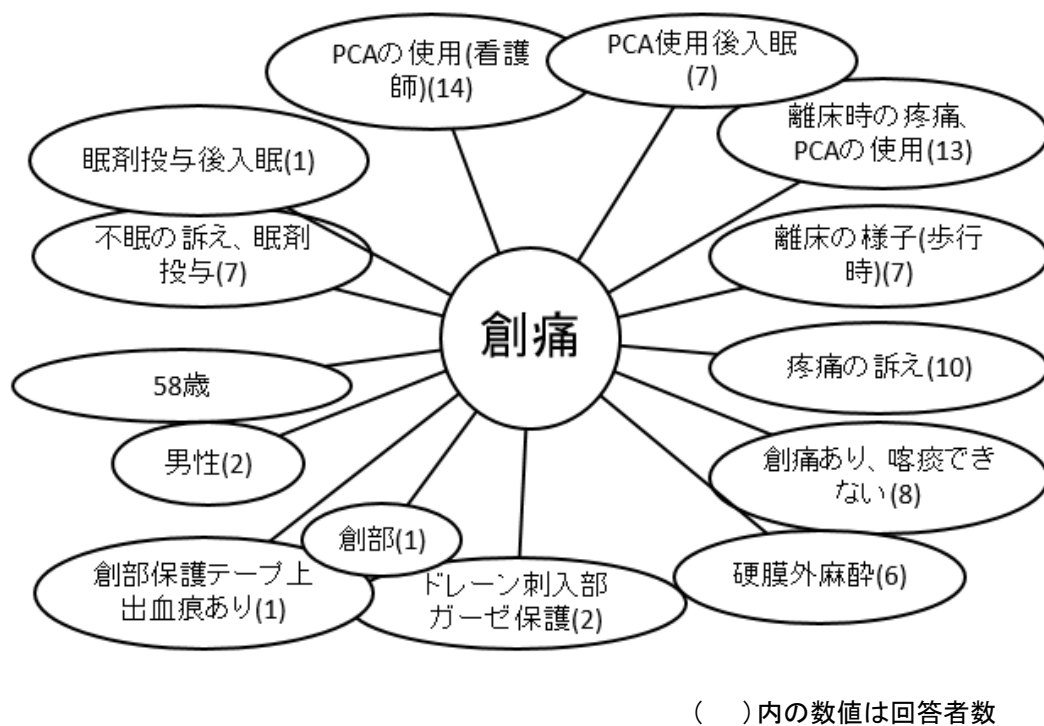 PCAの使用(看護
師)(14)
PCA使用後入眠
(7)
離床時の疼痛、
PCAの使用(13)
眠剤投与後入眠(1)
不眠の訴え、眠剤
投与(7)
離床の様子(歩行
時)(7)
創痛
疼痛の訴え(10)
58歳
男性(2)
創痛あり、喀痰でき
ない(8)
創部(1)
硬膜外麻酔(6)
創部保護テープ上
出血痕あり(1)
ドレーン刺入部
ガーゼ保護(2)
(　)内の数値は回答者数